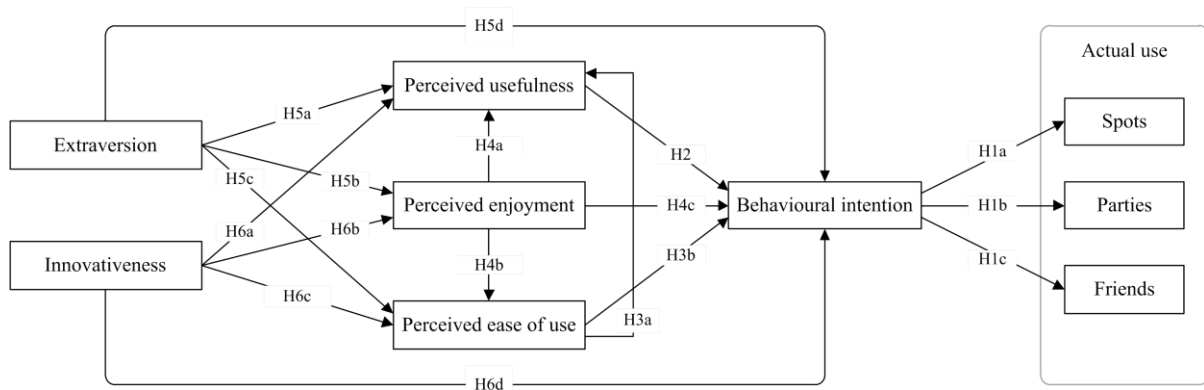 H5d
Actual use
Perceived usefulness
H5a
Spots
Extraversion
H4a
H2
H1a
H5c
H5b
Perceived enjoyment
H4c
Behavioural intention
H1b
Parties
H6a
H6b
Innovativeness
H4b
H3b
H1c
H6c
Friends
Perceived ease of use
H3a
H6d